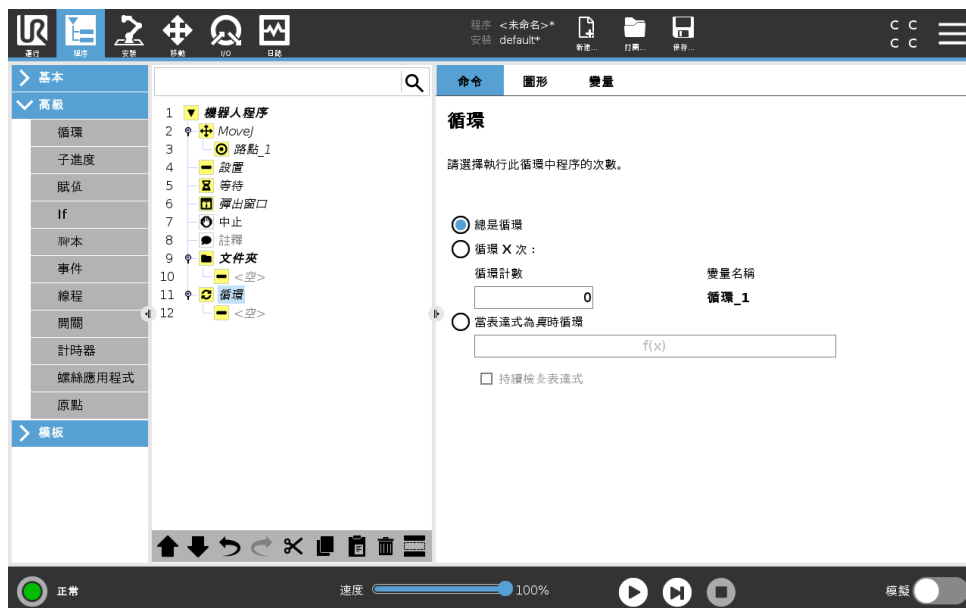 程序 <未命名>*
安裝 default*
運行 程序 安裝 移動 I/O 日誌 新建... 打開... 保存...
C C
C C
基本
高級
循環
子進度
賦值
If
腳本
事件
線程
開關
計時器
螺絲應用程式
原點
模板
1 機器人程序
2 MoveJ
3 路點_1
4 設置
5 等待
6 彈出窗口
7 中止
8 註釋
9 文件夾
10 <空>
11 循環
12 <空>
命令 圖形 變量
循環
請選擇執行此循環中程序的次數。
總是循環
循環 X 次：
循環計數 變量名稱
0 循環_1
當表達式為真時循環
f(x)
持續檢查表達式
正常 速度 100% 模擬